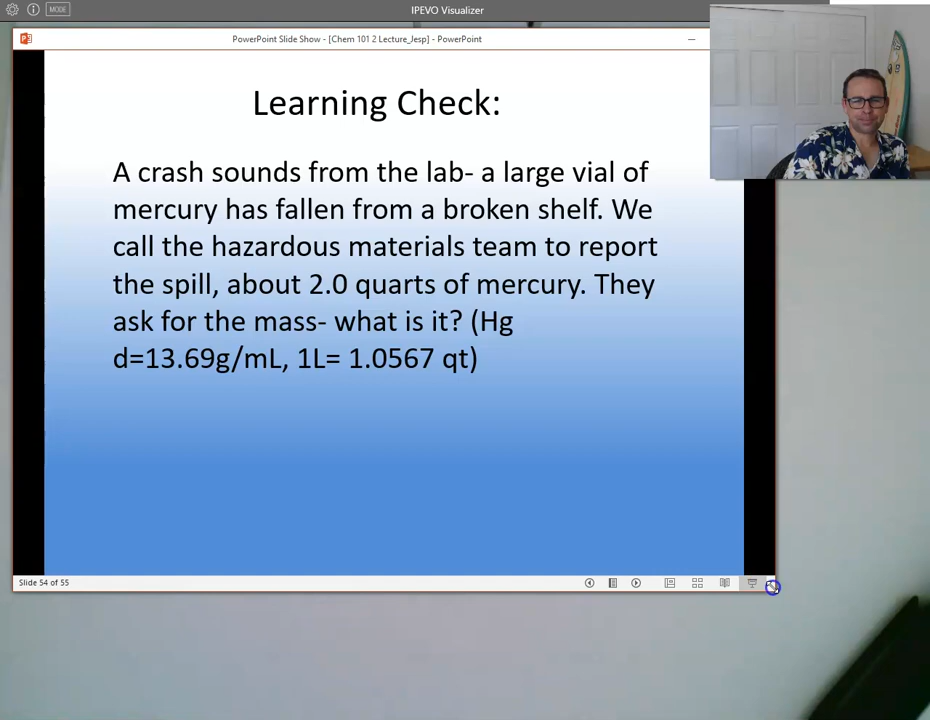 MODE
IPEVO Visualizer
PowerPoint Slide Show - [Chem 101 2 Lecture_Jesp] - PowerPoint
Learning Check:
A crash sounds from the lab- a large vial of
mercury has fallen from a broken shelf. We
call the hazardous materials team to report
the spill, about 2.0 quarts of mercury. They
ask for the mass- what is it? (Hg
d=13.69g/mL, 1L= 1.0567 qt)
Slide 54 of 55